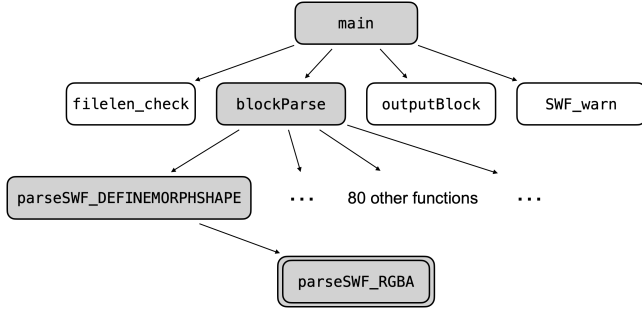 main
filelen_check
blockParse
outputBlock
SWF_warn
parseSWF_DEFINEMORPHSHAPE
... 80 other functions ...
parseSWF_RGBA